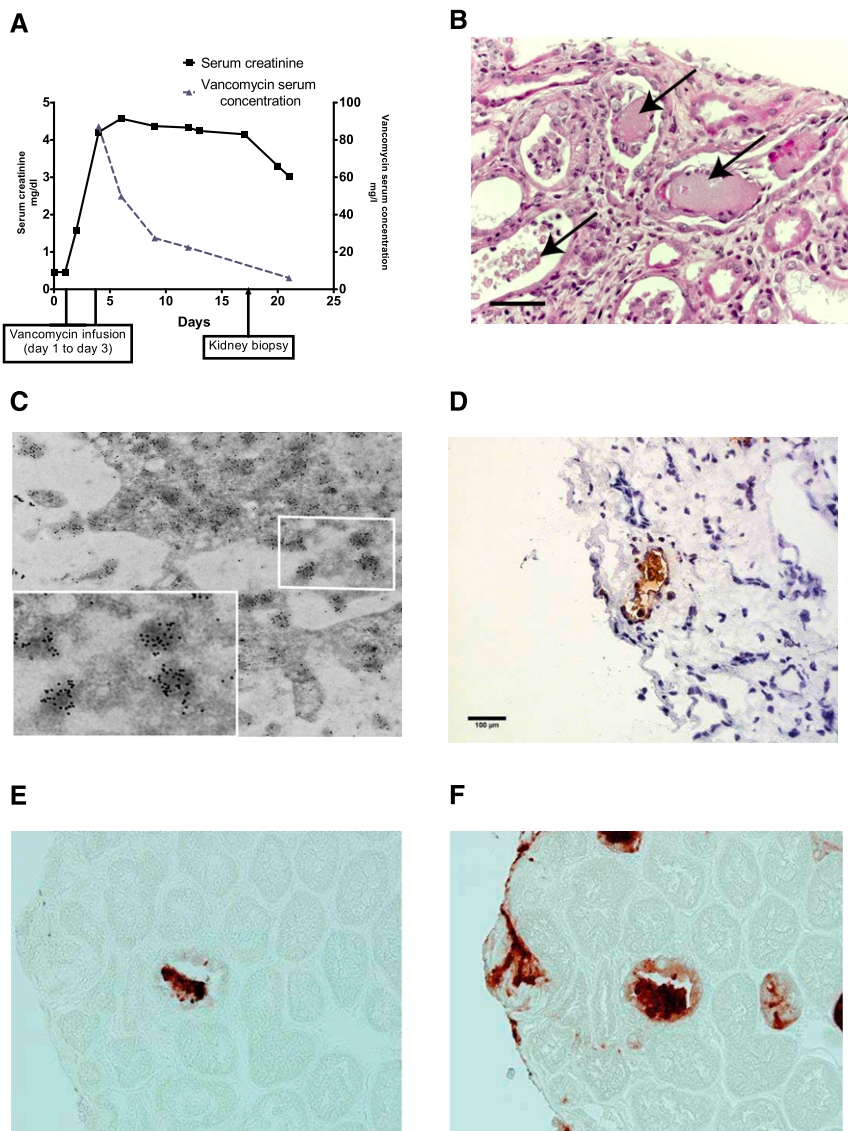 A
Serum creatinine
Vancomycin serum
concentration
5
4
3
2
1
0
Serum creatinine
mg/dl
100
80
60
40
20
0
Vancomycin serum concentration
mg/l
0
5
10
15
20
25
Days
Vancomycin infusion
(day 1 to day 3)
Kidney biopsy
B
C
D
100 µm
E
F